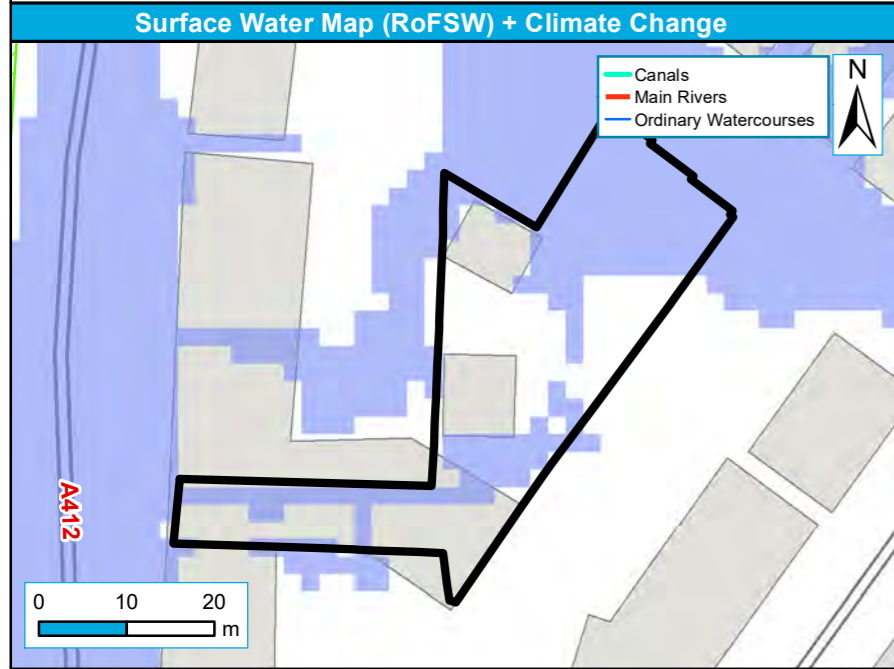 Surface Water Map (RoFSW) + Climate Change
Canals
Main Rivers
Ordinary Watercourses
N
A412
0 10 20
m